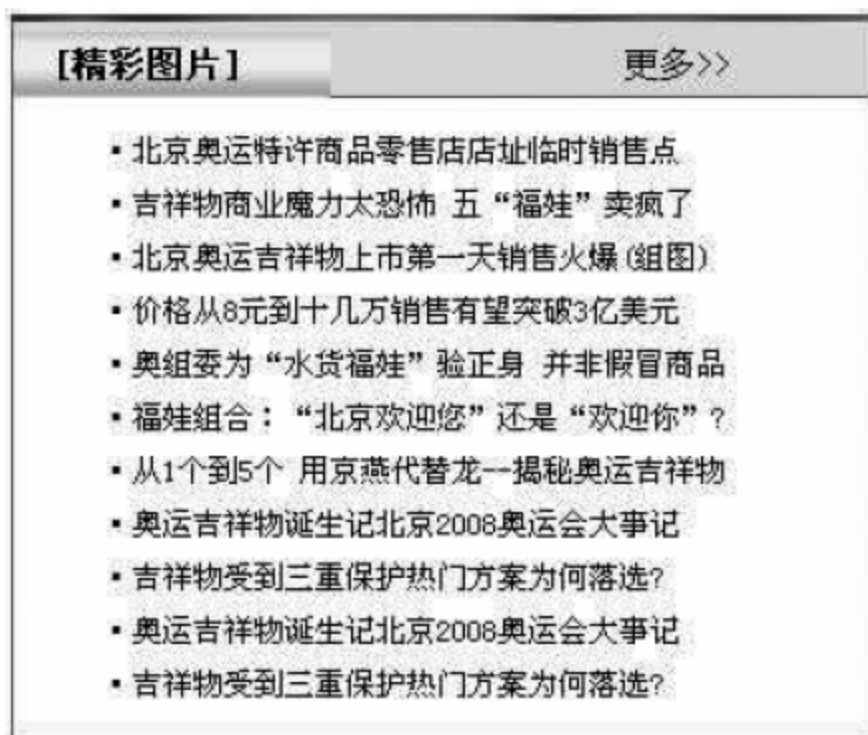 [精彩图片] 更多>>
▪ 北京奥运特许商品零售店店址临时销售点
▪ 吉祥物商业魔力太恐怖 五“福娃”卖疯了
▪ 北京奥运吉祥物上市第一天销售火爆(组图)
▪ 价格从8元到十几万销售有望突破3亿美元
▪ 奥组委为“水货福娃”验正身 并非假冒商品
▪ 福娃组合：“北京欢迎您”还是“欢迎你”?
▪ 从1个到5个 用京燕代替龙--揭秘奥运吉祥物
▪ 奥运吉祥物诞生记北京2008奥运会大事记
▪ 吉祥物受到三重保护热门方案为何落选?
▪ 奥运吉祥物诞生记北京2008奥运会大事记
▪ 吉祥物受到三重保护热门方案为何落选?